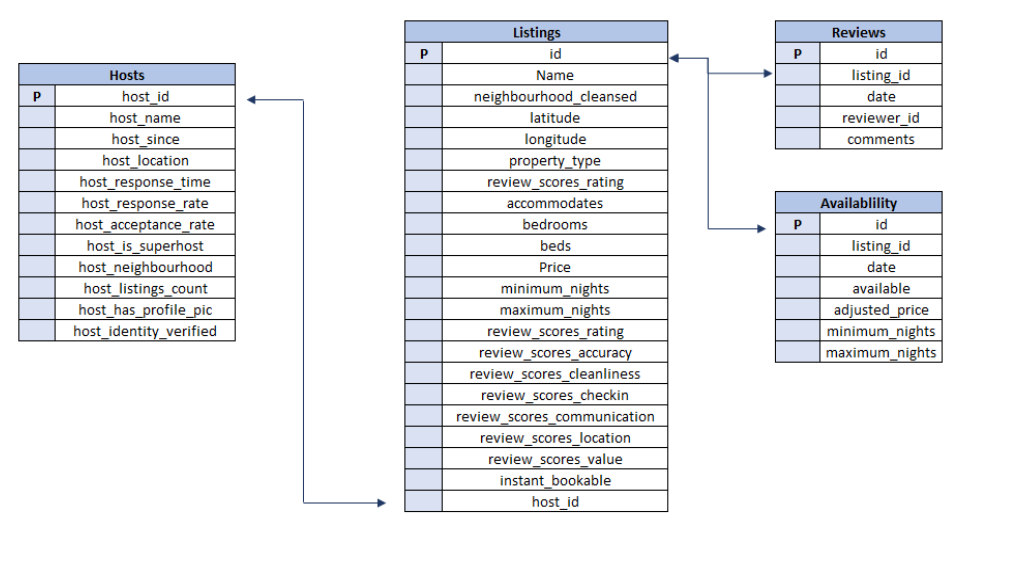 Hosts
P host_id
host_name
host_since
host_location
host_response_time
host_response_rate
host_acceptance_rate
host_is_superhost
host_neighbourhood
host_listings_count
host_has_profile_pic
host_identity_verified
Listings
P id
Name
neighbourhood_cleansed
latitude
longitude
property_type
review_scores_rating
accommodates
bedrooms
beds
Price
minimum_nights
maximum_nights
review_scores_rating
review_scores_accuracy
review_scores_cleanliness
review_scores_checkin
review_scores_communication
review_scores_location
review_scores_value
instant_bookable
host_id
Reviews
P id
listing_id
date
reviewer_id
comments
Availablility
P id
listing_id
date
available
adjusted_price
minimum_nights
maximum_nights